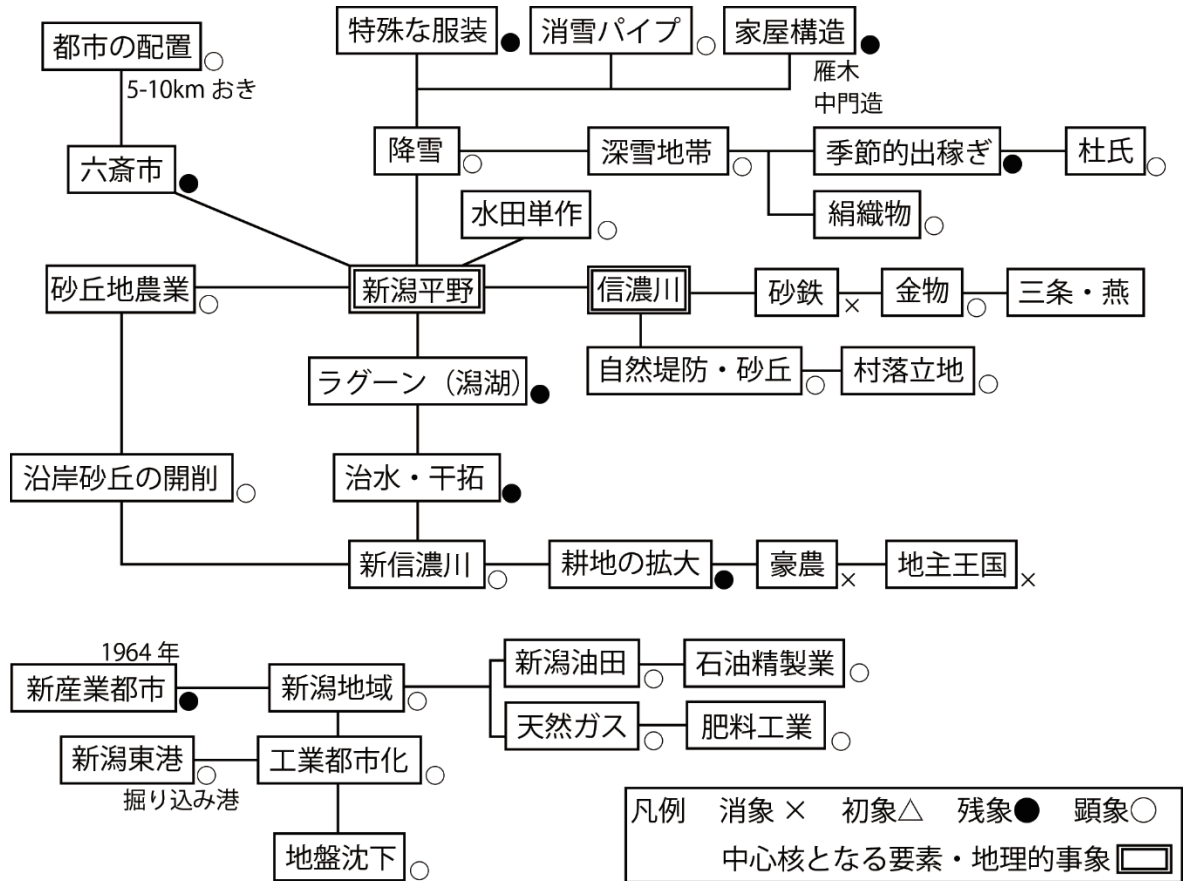 特殊な服装● 消雪パイプ○ 家屋構造●
都市の配置○
5-10km おき
雁木
中門造
降雪○ 深雪地帯○ 季節的出稼ぎ● 杜氏○
六斎市●
水田単作○ 絹織物○
砂丘地農業○ 新潟平野 信濃川 砂鉄× 金物○ 三条・燕
ラグーン（潟湖）● 自然堤防・砂丘○ 村落立地○
沿岸砂丘の開削○ 治水・干拓●
新信濃川○ 耕地の拡大● 豪農× 地主王国×
1964 年
新潟油田○ 石油精製業○
新産業都市● 新潟地域○
天然ガス○ 肥料工業○
新潟東港○ 工業都市化○
掘り込み港
地盤沈下○
凡例 消象 × 初象△ 残象● 顕象○
中心核となる要素・地理的事象